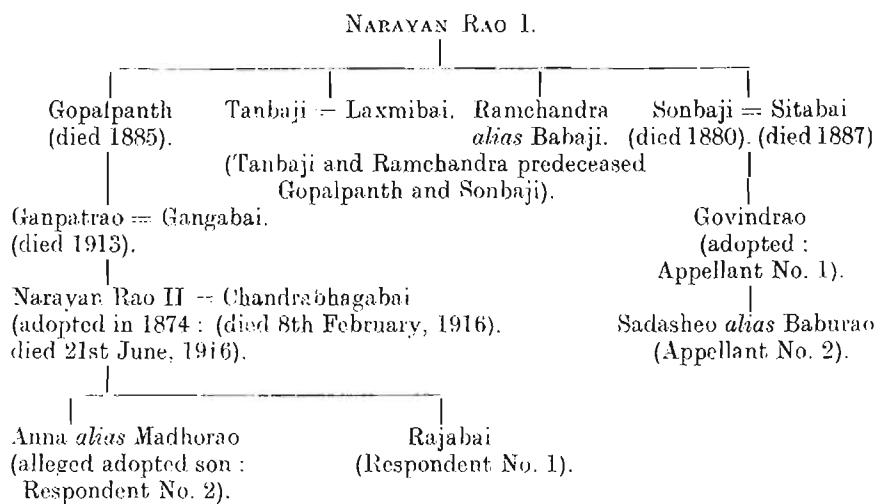 NARAYAN RAO 1.
Gopalpanth Tanbaji = Laxmibai. Ramchandra Sonbaji = Sitabai
(died 1885). alias Babaji. (died 1880). (died 1887)
(Tanbaji and Ramchandra predeceased
Gopalpanth and Sonbaji).
Ganpatrao = Gangabai. Govindrao
(died 1913). (adopted :
Appellant No. 1).
Narayan Rao II -- Chandrabhagabai
(adopted in 1874 : (died 8th February, 1916). Sadasheo alias Baburao
died 21st June, 1916). (Appellant No. 2).
Anna alias Madhorao Rajabai
(alleged adopted son : (Respondent No. 1).
Respondent No. 2).